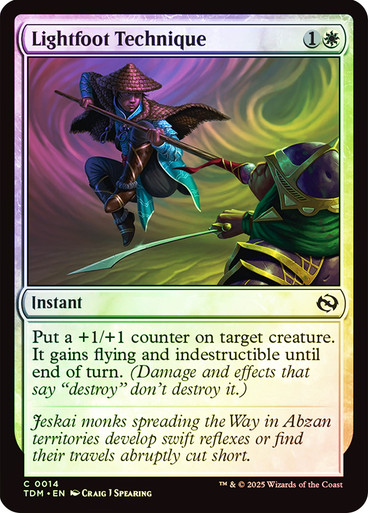 Lightfoot Technique 1
Instant
Put a +1/+1 counter on target creature.
It gains flying and indestructible until
end of turn. (Damage and effects that
say “destroy” don’t destroy it.)
Jeskai monks spreading the Way in Abzan
territories develop swift reflexes or find
their travels abruptly cut short.
C 0014
TDM • EN CRAIG J SPEARING
™ & © 2025 Wizards of the Coast